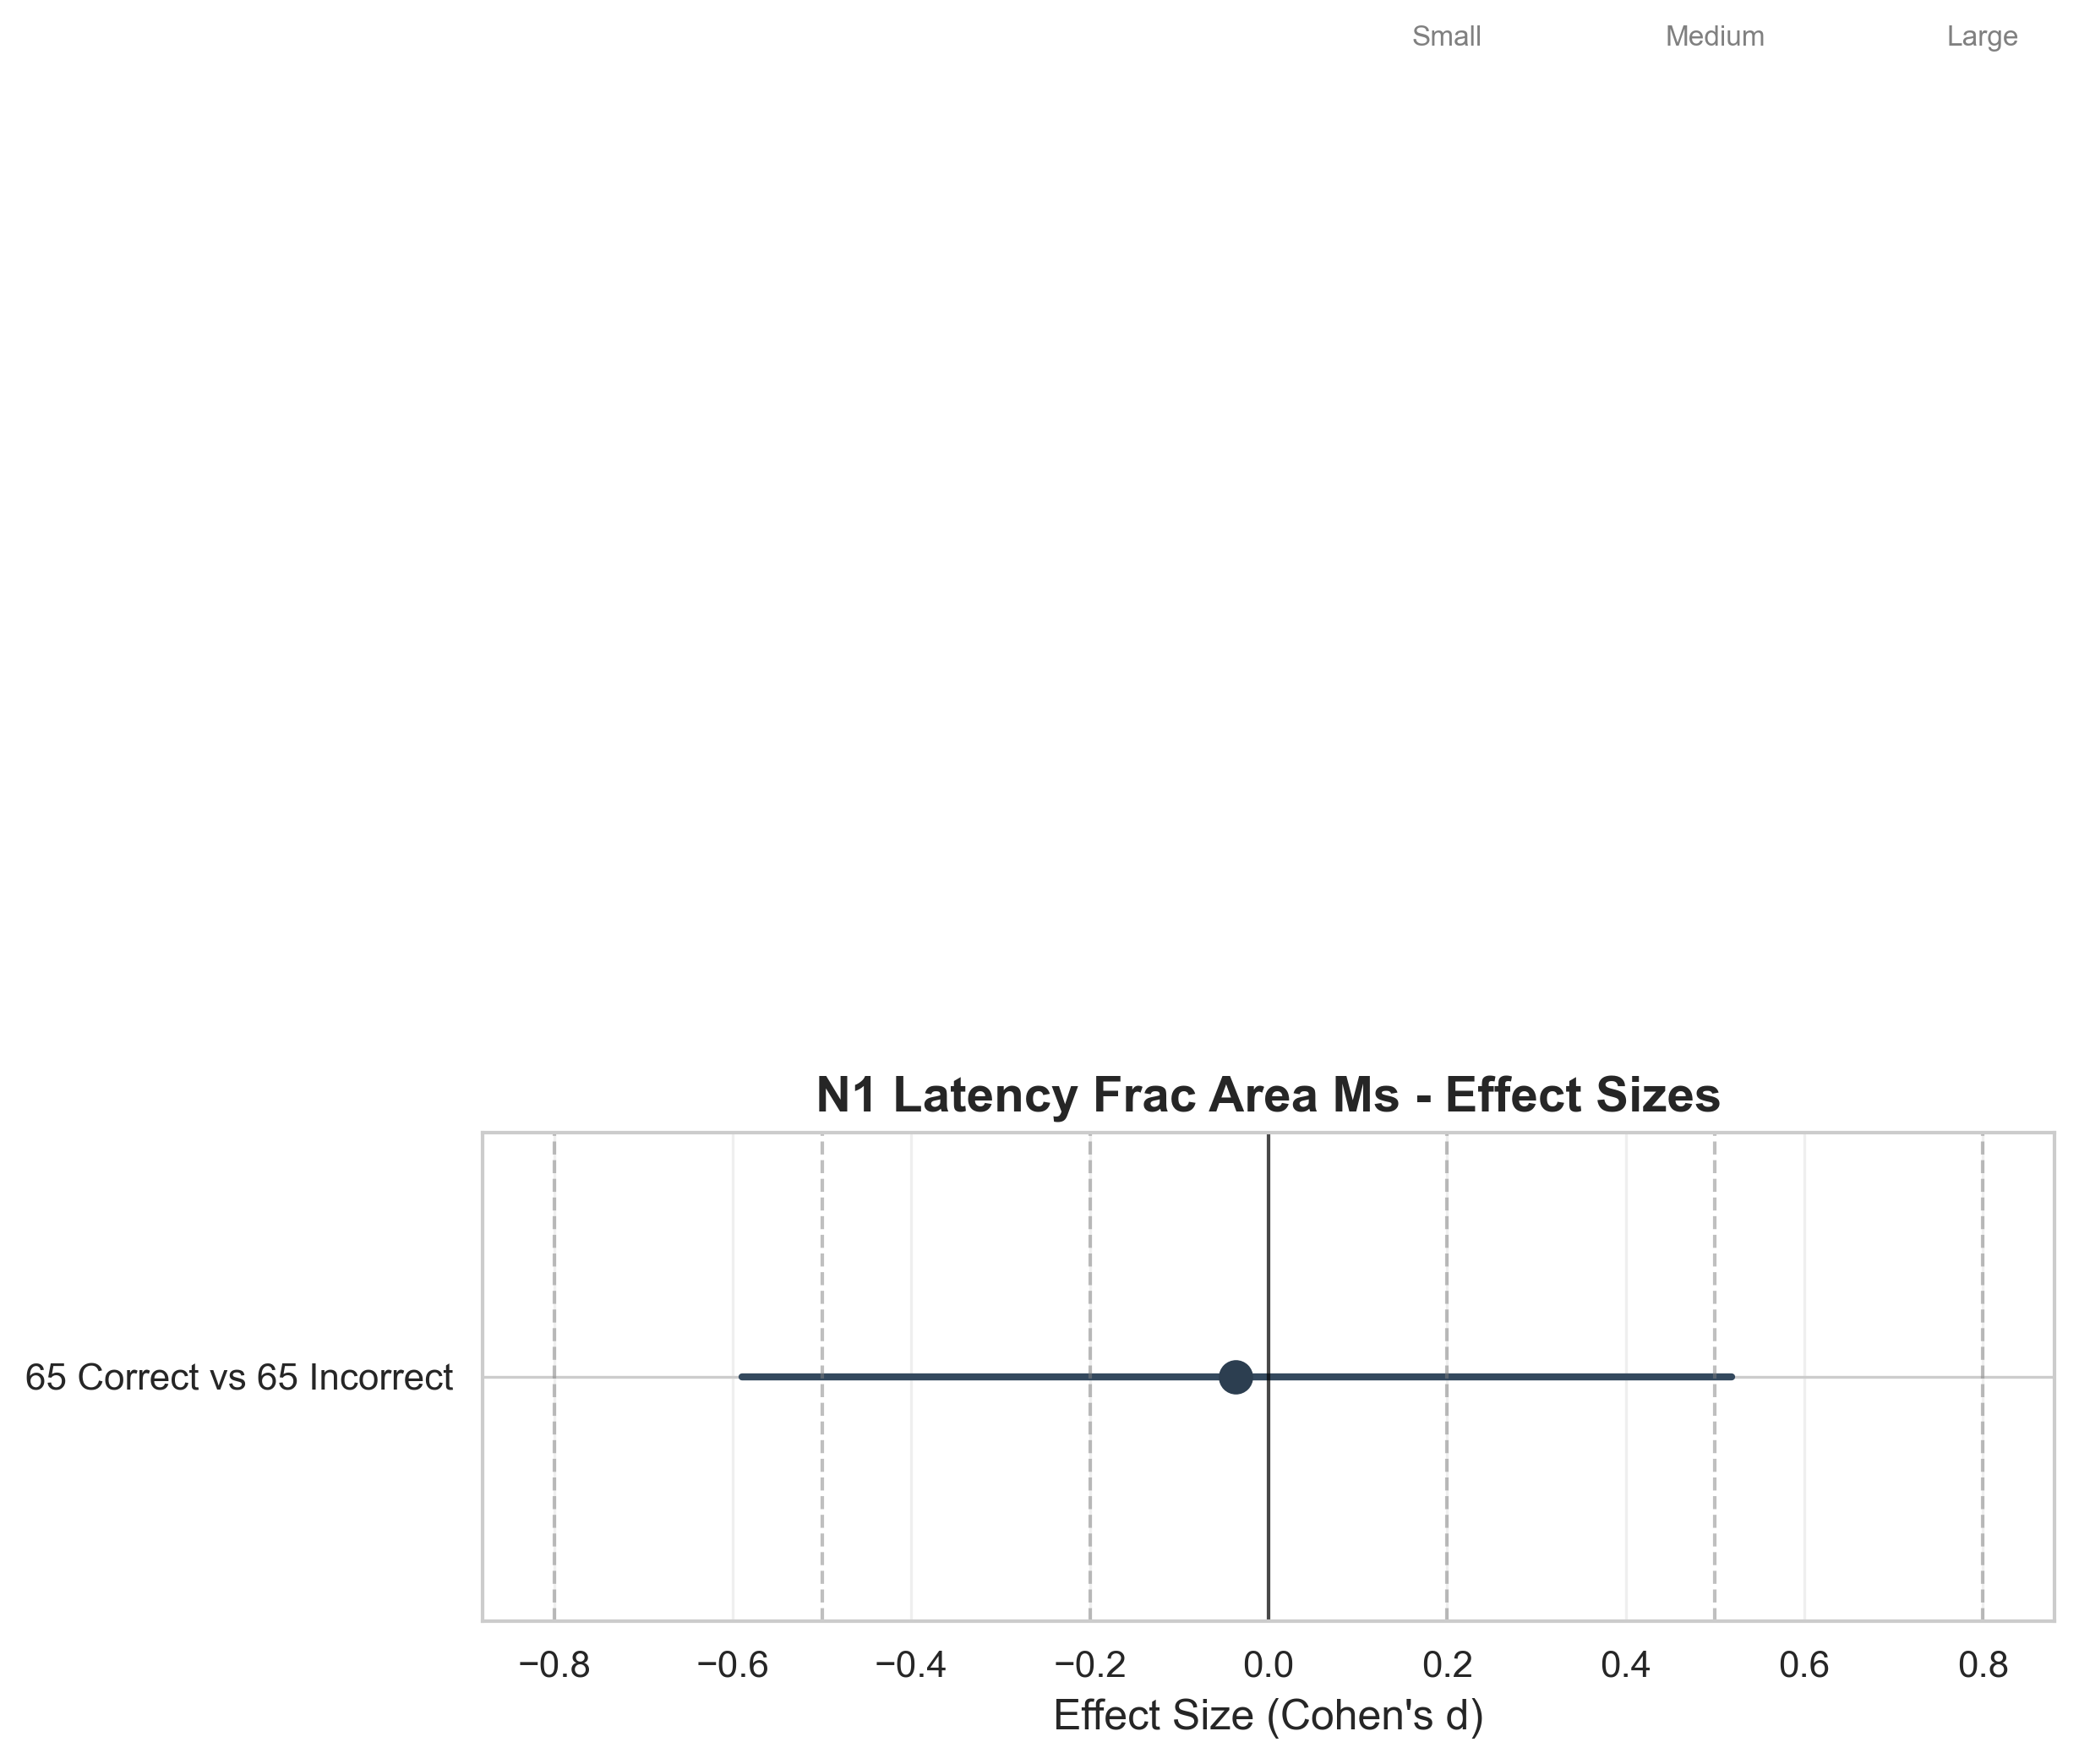 Small Medium Large
N1 Latency Frac Area Ms - Effect Sizes
65 Correct vs 65 Incorrect
−0.8 −0.6 −0.4 −0.2 0.0 0.2 0.4 0.6 0.8
Effect Size (Cohen's d)